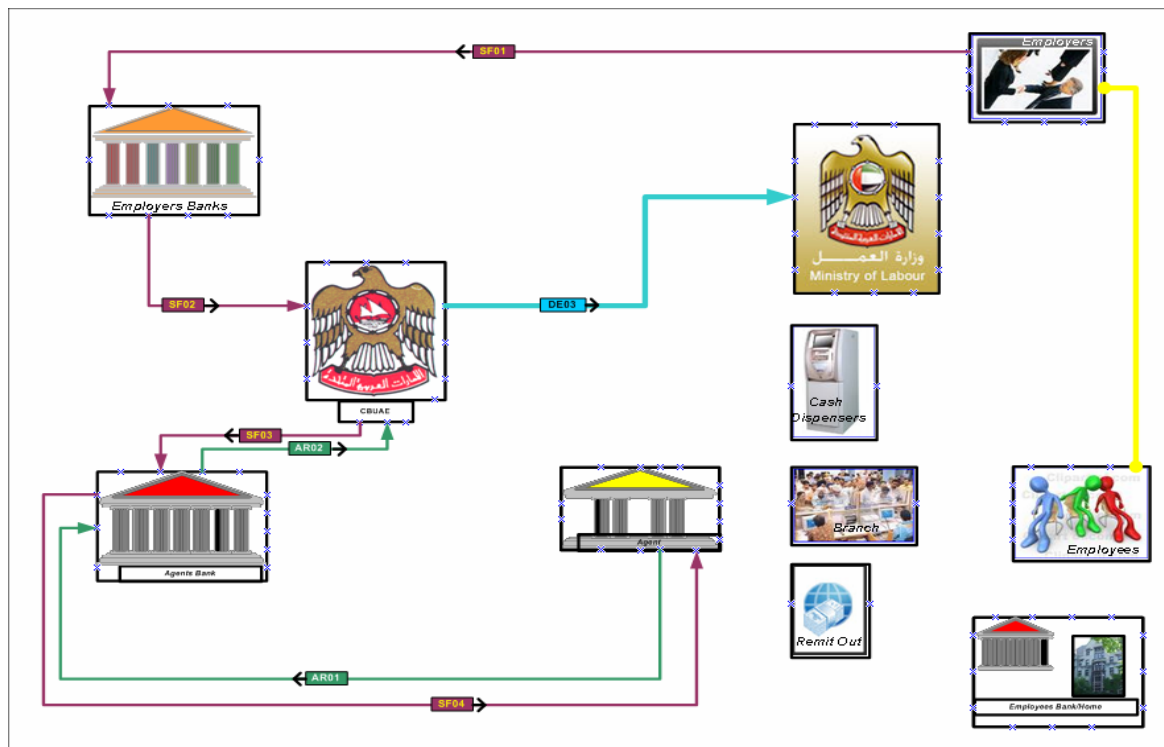 SF01
Employers
Employers Banks
وزارة العمل
Ministry of Labour
SF02
DE03
CBUAE
Cash
Dispensers
SF03
AR02
Agents Bank
Agent
Branch
Employees
Remit Out
AR01
SF04
Employees Bank/Home